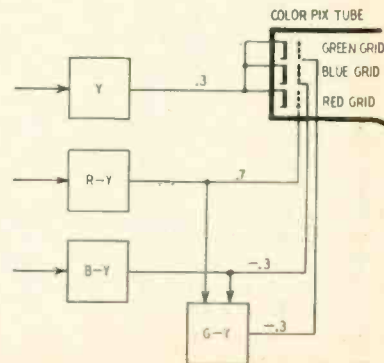 COLOR PIX TUBE
GREEN GRID
BLUE GRID
RED GRID
Y
.3
R-Y
.7
B-Y
-.3
G-Y
-.3